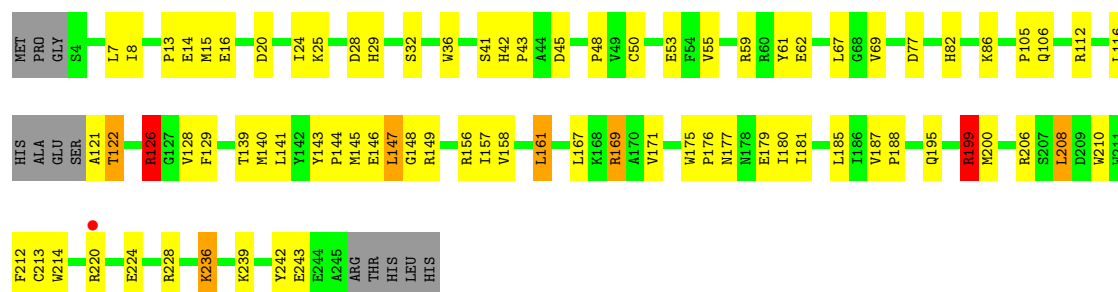 MET PRO GLY S4 L7 I8 P13 E14 M15 E16 D20 I24 K25 D28 H29 S32 W36 S41 H42 P43 A44 D45 P48 V49 C50 E53 F54 V55 R59 R60 Y61 E62 L67 G68 V69 D77 H82 K86 P105 Q106 R112 L116
HIS ALA GLU SER A121 T122 R126 G127 V128 F129 T139 M140 L141 Y142 Y143 P144 M145 E146 L147 G148 R149 R156 I157 V158 L161 L167 K168 R169 A170 V171 W175 P176 N177 N178 E179 I180 I181 L185 I186 V187 P188 Q195 R199 M200 R206 S207 L208 D209 W210
F212 C213 W214 R220 E224 R228 K236 K239 Y242 E243 E244 A245 ARG THR HIS LEU HIS